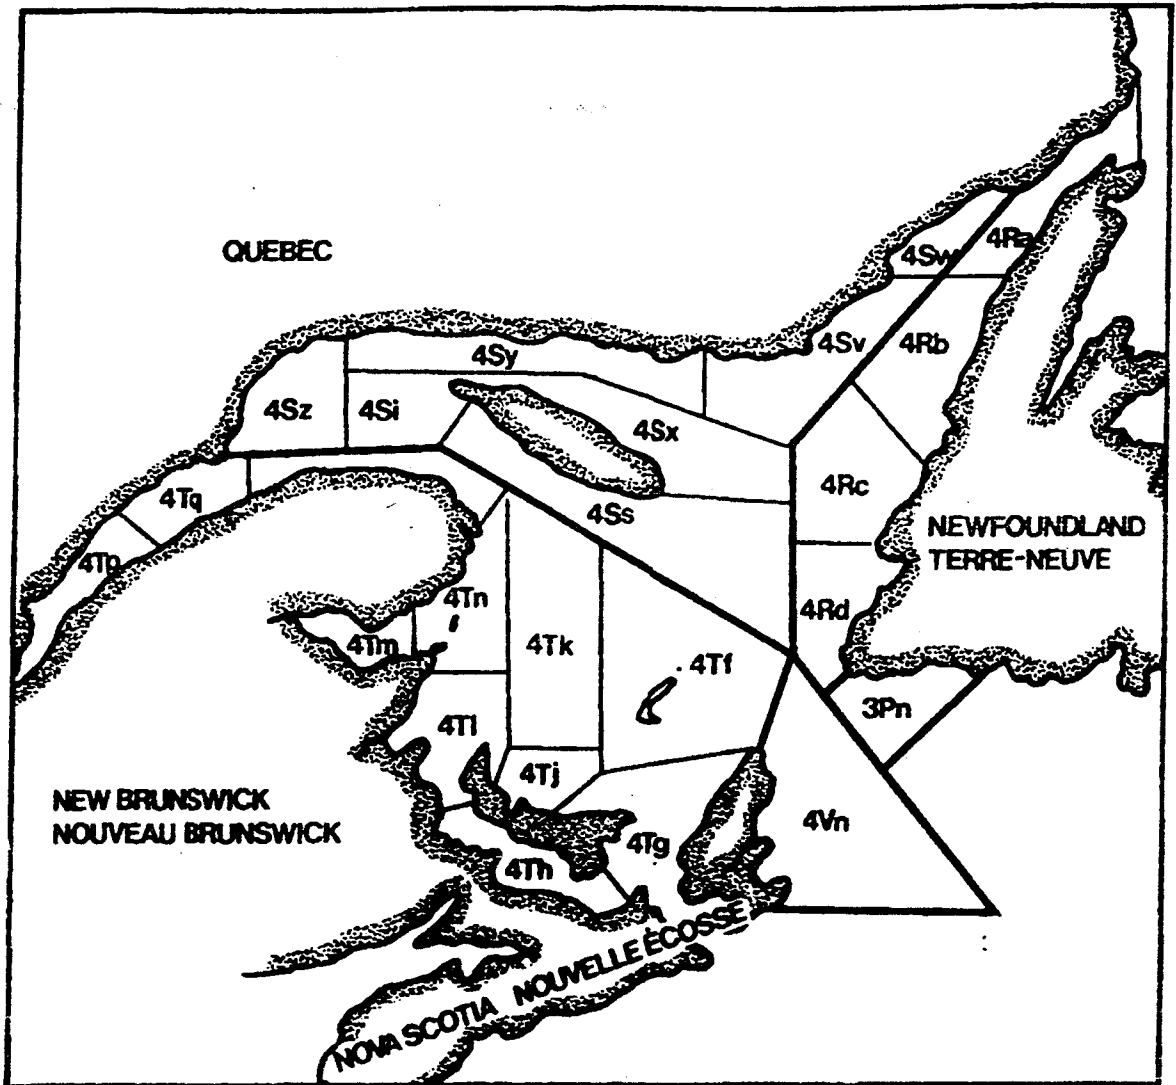 QUEBEC
4Sw
4Ra
4Sy
4Sv
4Rb
4Sz
4Si
4Sx
4Tq
4Ss
4Rc
NEWFOUNDLAND
TERRE-NEUVE
4Tp
4Tn
4Rd
4Tm
4Tk
4Tf
3Pn
4Tl
4Tj
NEW BRUNSWICK
NOUVEAU BRUNSWICK
4Vn
4Tg
4Th
NOVA SCOTIA NOUVELLE ÉCOSSE